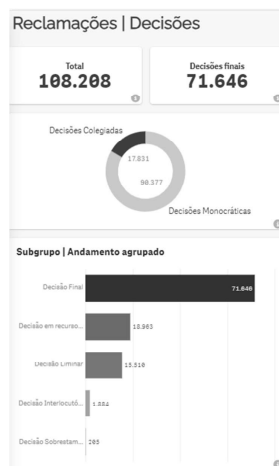 Reclamações | Decisões
Total
108.208
Decisões finais
71.646
Decisões Colegiadas
17.831
90.377
Decisões Monocráticas
Subgrupo | Andamento agrupado
Decisão Final
71.646
Decisão em recurso...
18.963
Decisão Liminar
15.510
Decisão Interlocutó...
1.884
Decisão Sobrestam...
205